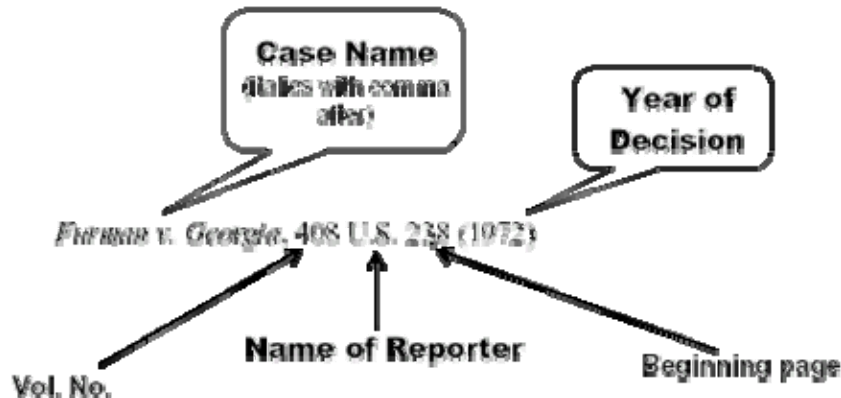 Case Name
(italics with comma
after)
Year of
Decision
Furman v. Georgia, 408 U.S. 238 (1972)
Name of Reporter
Beginning page
Vol. No.